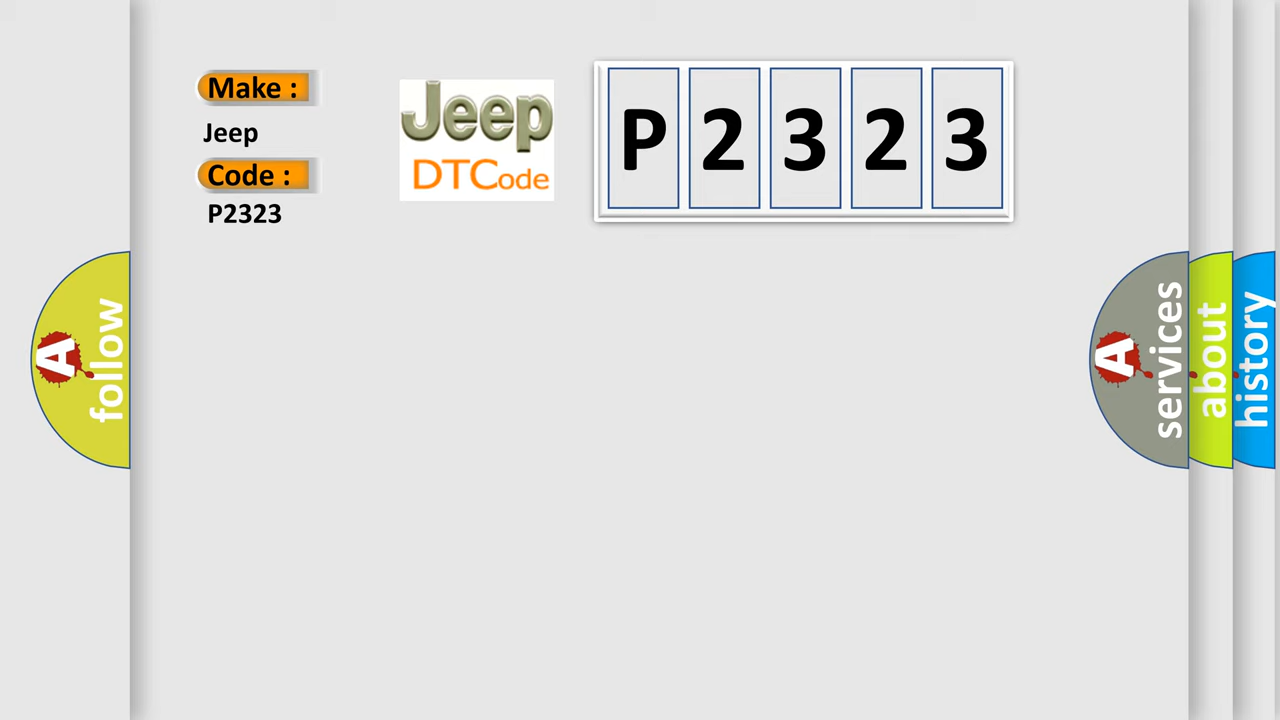 Make :
Jeep
Code :
P2323
Jeep
DTCode
P 2 3 2 3
A follow
A services
about
history